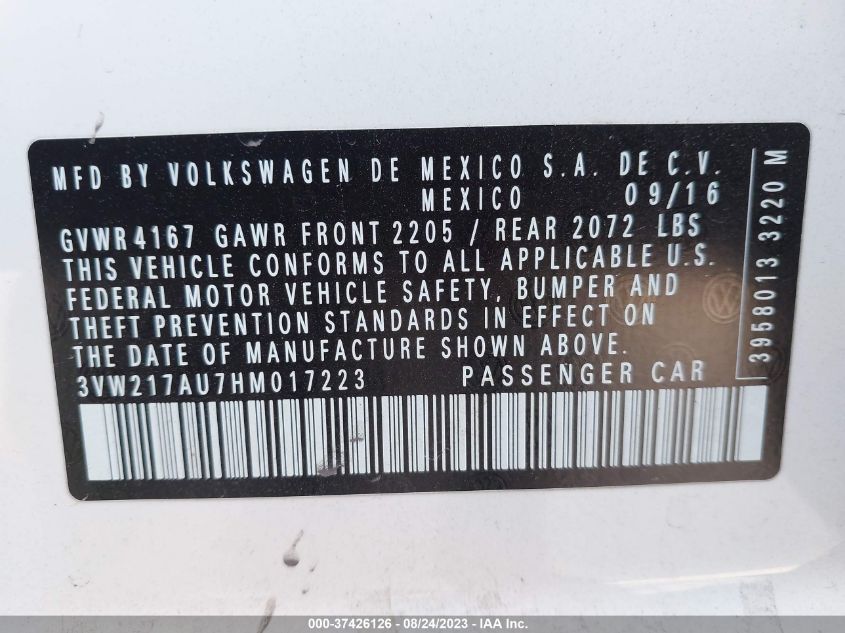 MFD BY VOLKSWAGEN DE MEXICO S.A. DE C.V.
MEXICO 09/16
GVWR 4167 GAWR FRONT 2205 / REAR 2072 LBS
THIS VEHICLE CONFORMS TO ALL APPLICABLE U.S.
FEDERAL MOTOR VEHICLE SAFETY, BUMPER AND
THEFT PREVENTION STANDARDS IN EFFECT ON
THE DATE OF MANUFACTURE SHOWN ABOVE.
3VW217AU7HM017223 PASSENGER CAR
3958013 3220 M
000-37426126 - 08/24/2023 - IAA Inc.